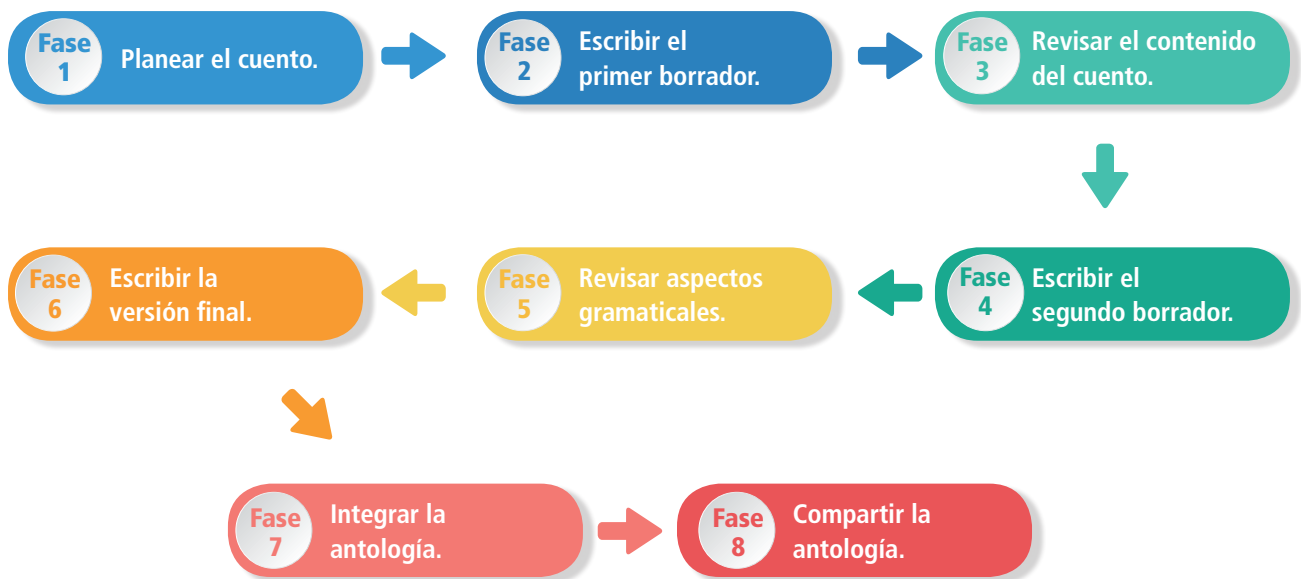 Fase
1
Planear el cuento.
Fase
2
Escribir el
primer borrador.
Fase
3
Revisar el contenido
del cuento.
Fase
4
Escribir el
segundo borrador.
Fase
5
Revisar aspectos
gramaticales.
Fase
6
Escribir la
versión final.
Fase
7
Integrar la
antología.
Fase
8
Compartir la
antología.